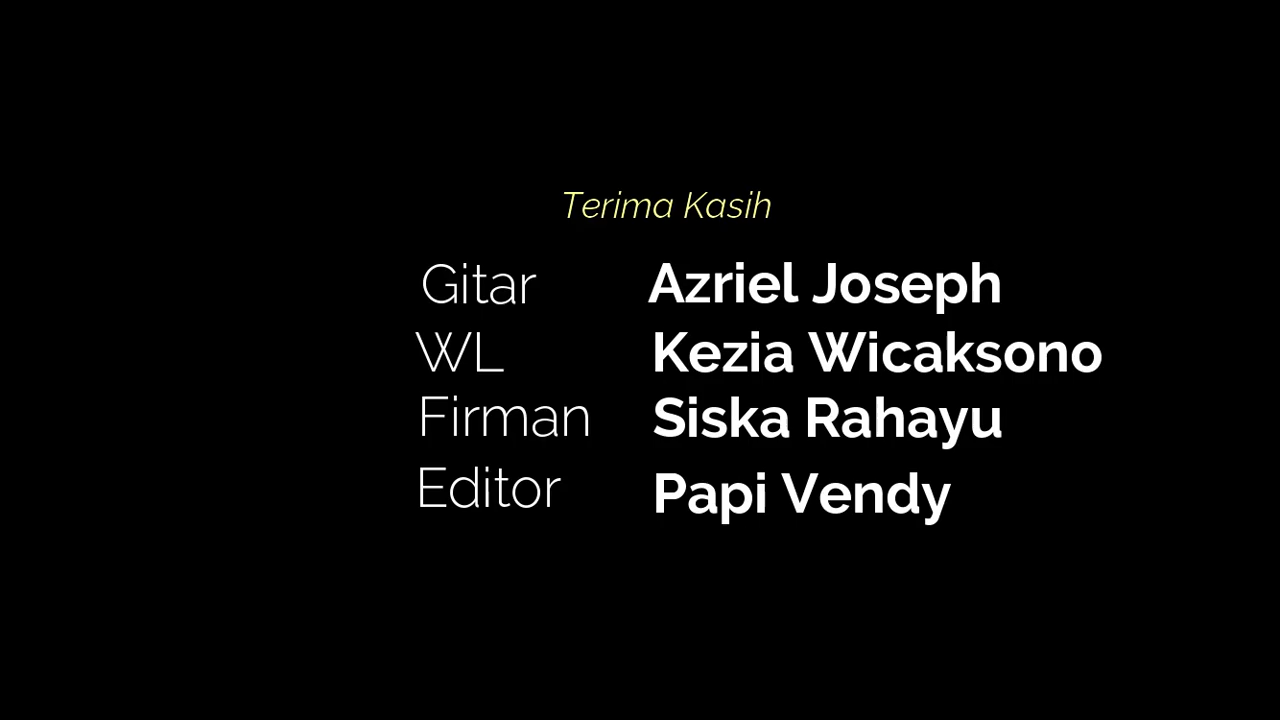 Terima Kasih
Gitar Azriel Joseph
WL Kezia Wicaksono
Firman Siska Rahayu
Editor Papi Vendy